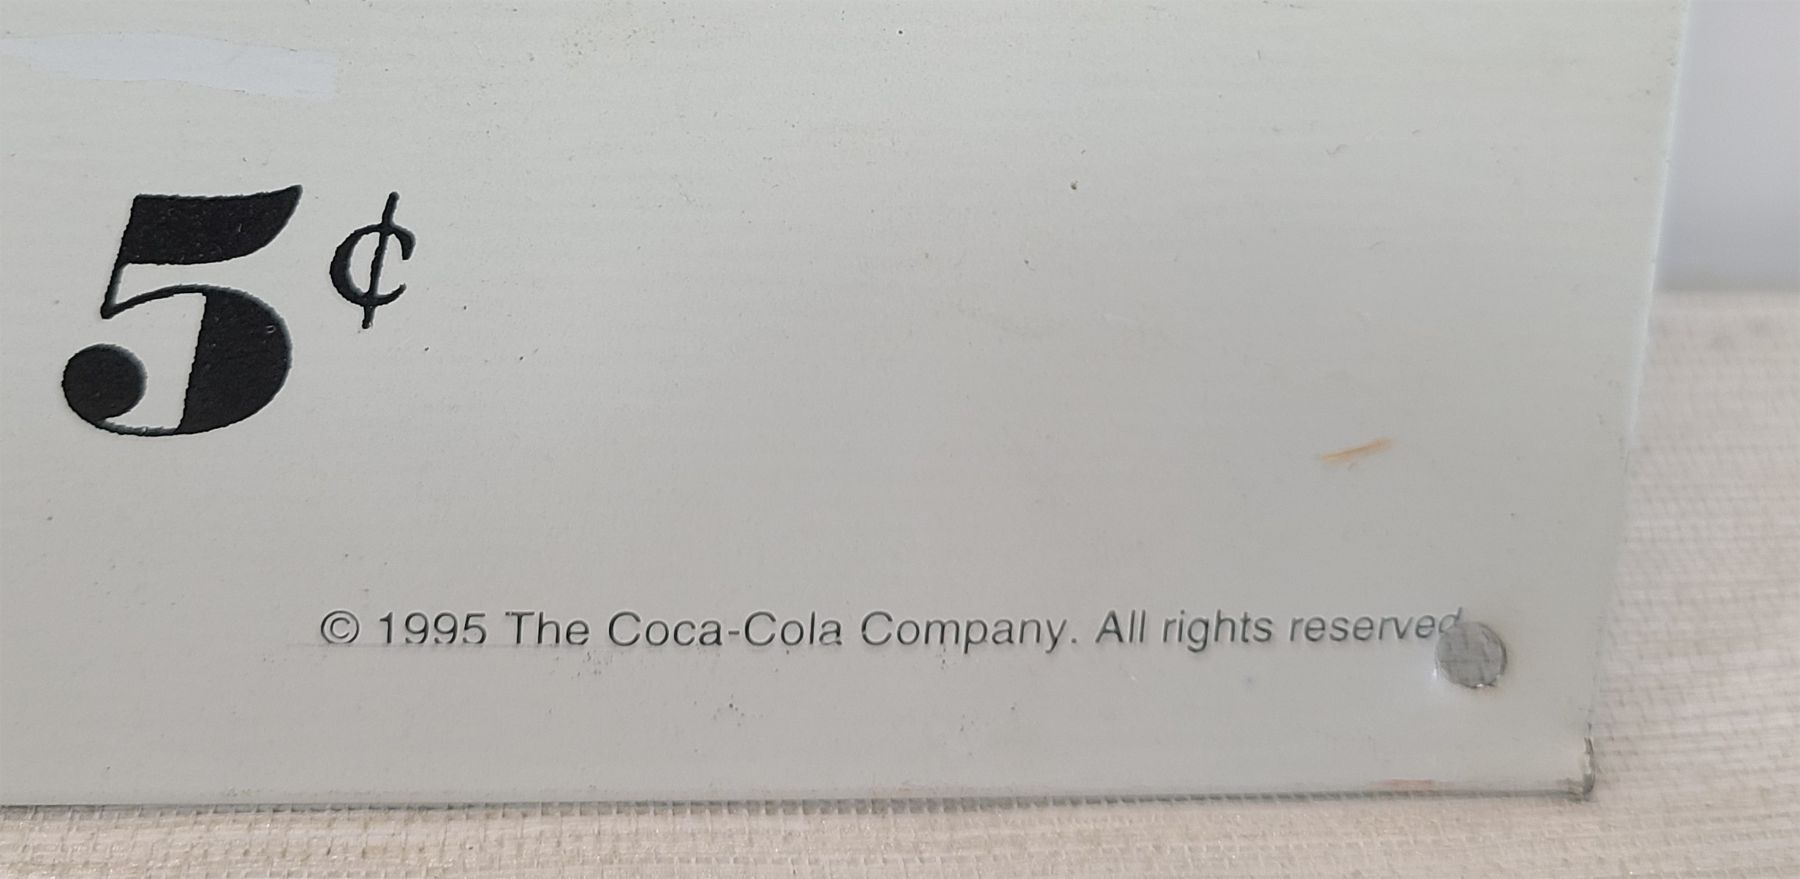 5¢
© 1995 The Coca-Cola Company. All rights reserved